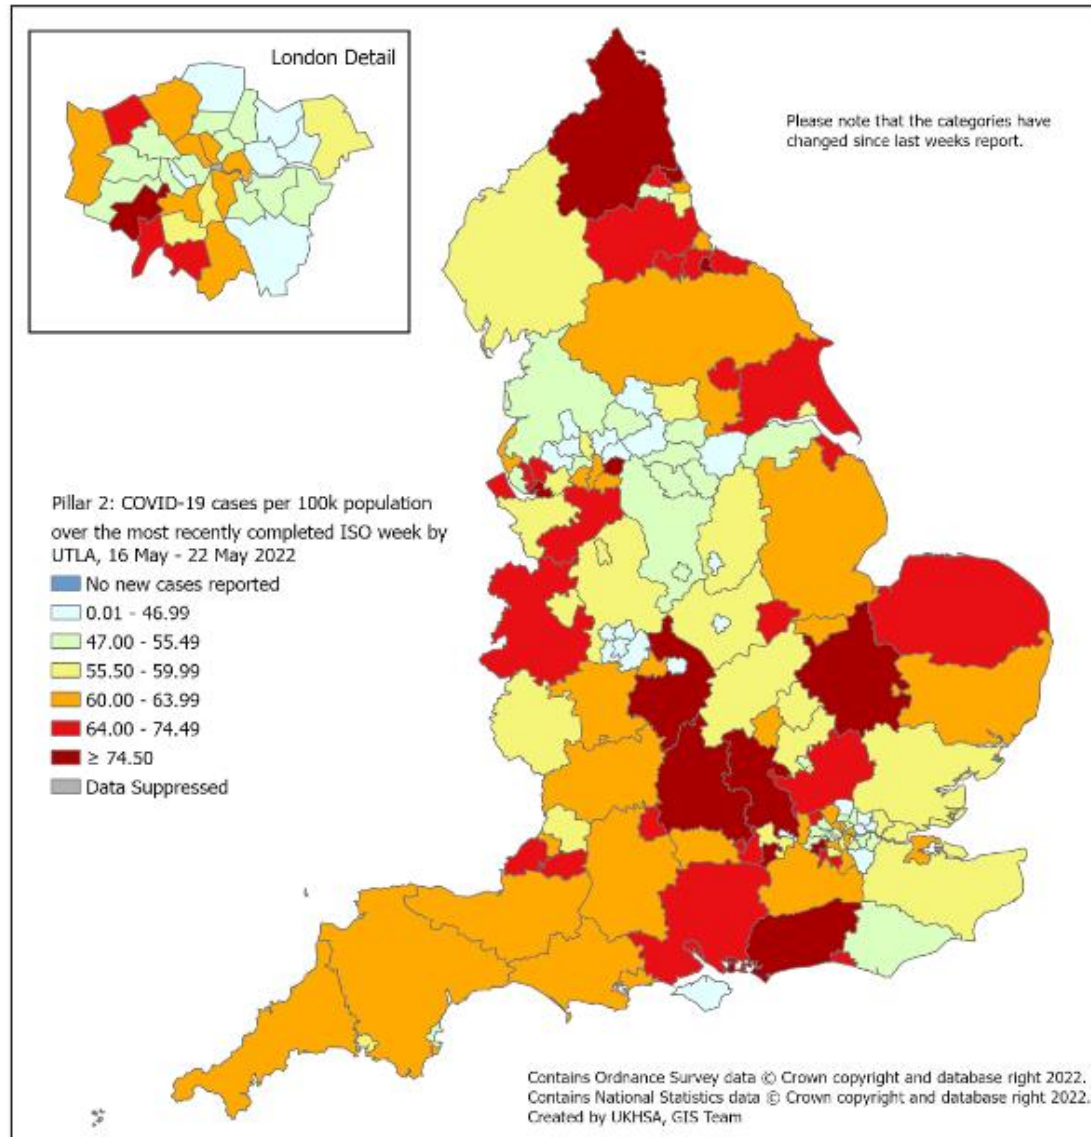 London Detail
Please note that the categories have
changed since last weeks report.
Pillar 2: COVID-19 cases per 100k population
over the most recently completed ISO week by
UTLA, 16 May - 22 May 2022
No new cases reported
0.01 - 46.99
47.00 - 55.49
55.50 - 59.99
60.00 - 63.99
64.00 - 74.49
≥ 74.50
Data Suppressed
Contains Ordnance Survey data © Crown copyright and database right 2022.
Contains National Statistics data © Crown copyright and database right 2022.
Created by UKHSA, GIS Team